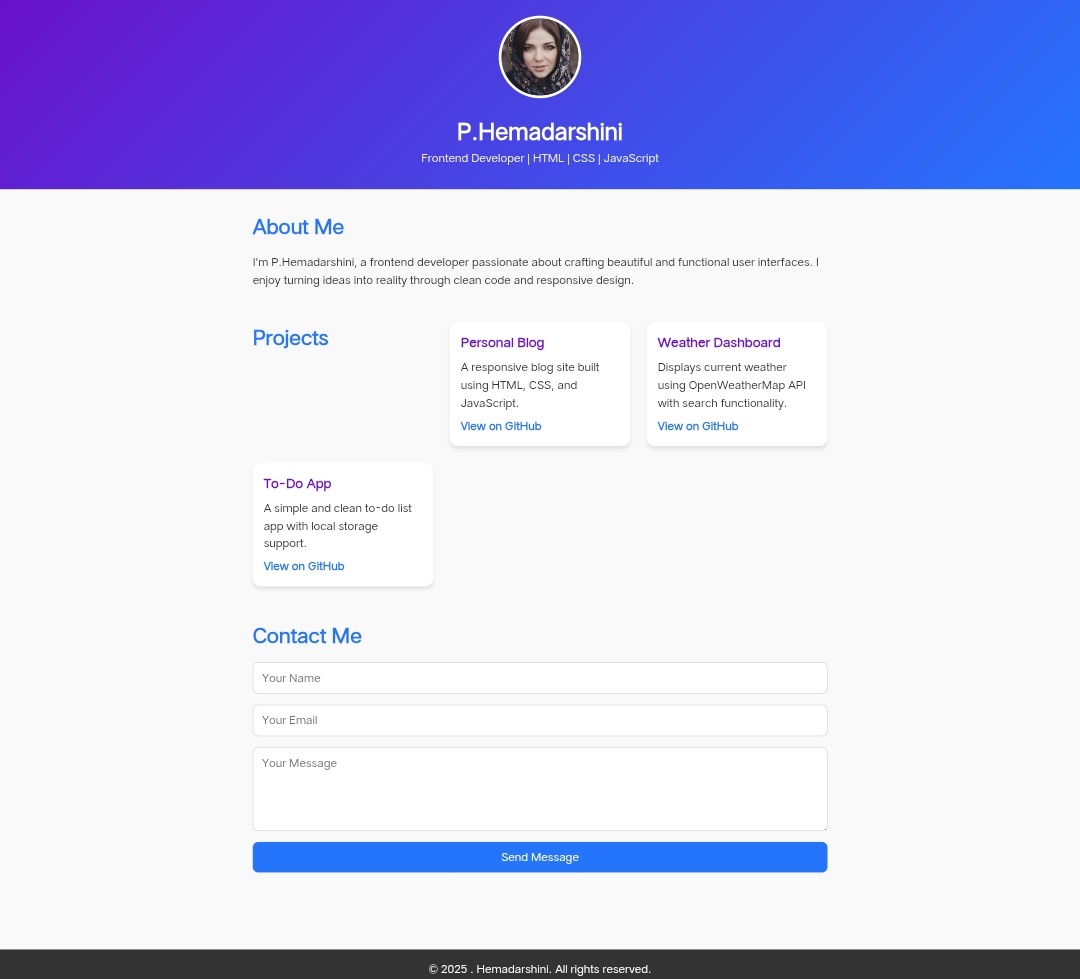 P.Hemadarshini
Frontend Developer | HTML | CSS | JavaScript
About Me
I'm P.Hemadarshini, a frontend developer passionate about crafting beautiful and functional user interfaces. I
enjoy turning ideas into reality through clean code and responsive design.
Projects
Personal Blog
A responsive blog site built
using HTML, CSS, and
JavaScript.
View on GitHub
Weather Dashboard
Displays current weather
using OpenWeatherMap API
with search functionality.
View on GitHub
To-Do App
A simple and clean to-do list
app with local storage
support.
View on GitHub
Contact Me
Your Name
Your Email
Your Message
Send Message
© 2025 . Hemadarshini. All rights reserved.